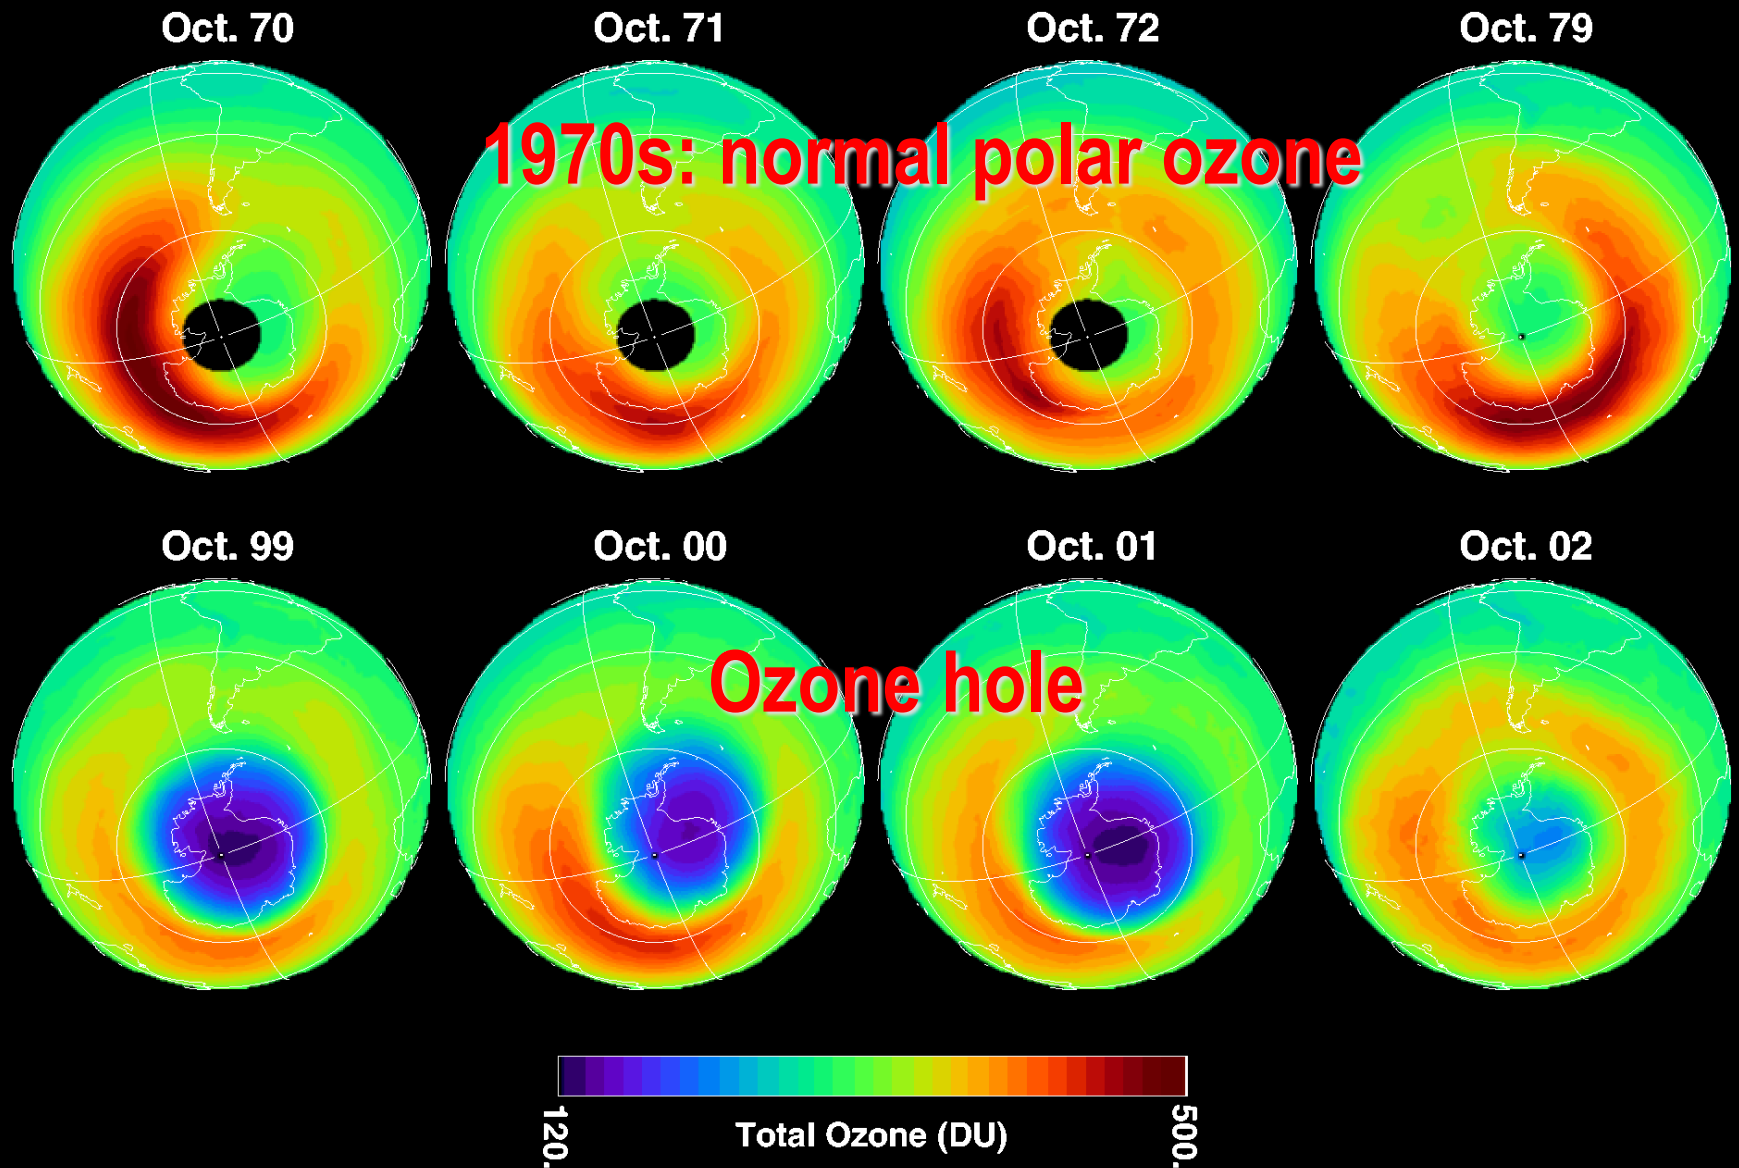 Oct. 70
Oct. 71
Oct. 72
Oct. 79
1970s: normal polar ozone
Oct. 99
Oct. 00
Oct. 01
Oct. 02
Ozone hole
120.
Total Ozone (DU)
500.